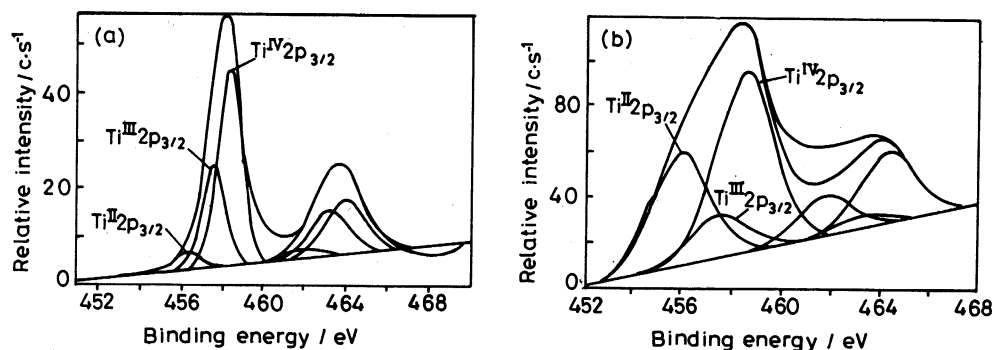 (a)
Relative intensity / c·s⁻¹
40
20
0
Ti^IV 2p3/2
Ti^III 2p3/2
Ti^II 2p3/2
452 456 460 464 468
Binding energy / eV
(b)
Relative intensity / c·s⁻¹
80
40
0
Ti^IV 2p3/2
Ti^II 2p3/2
Ti^III 2p3/2
452 456 460 464 468
Binding energy / eV